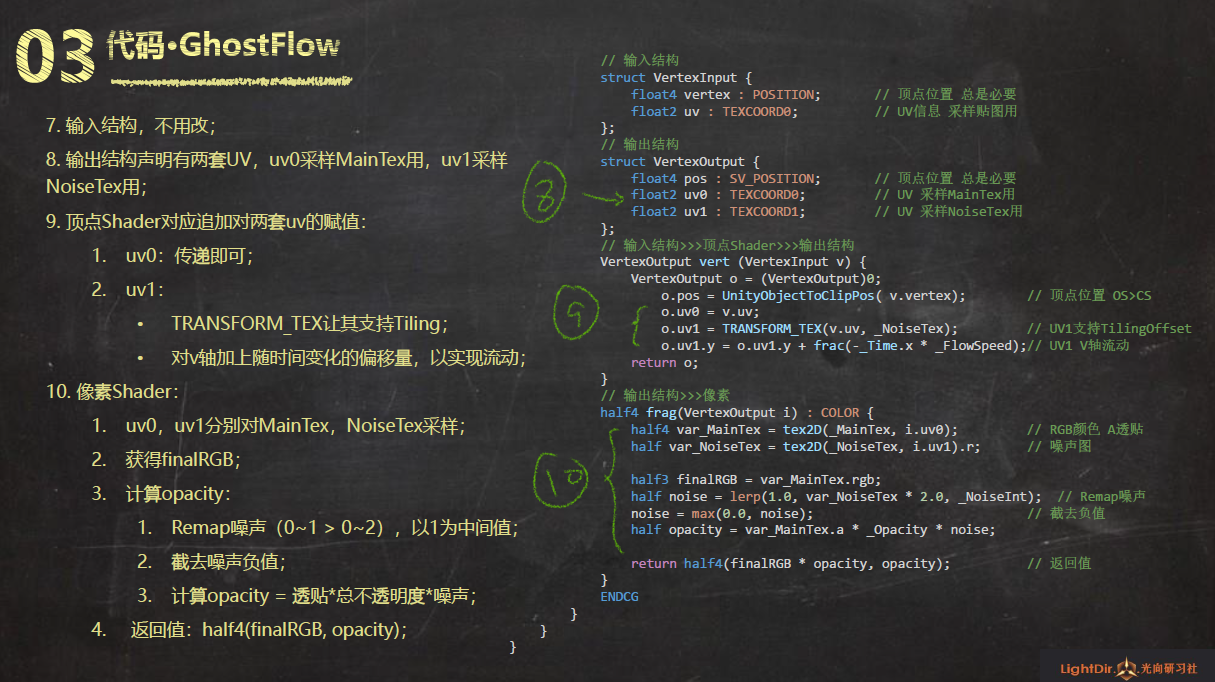 03 代码·GhostFlow
7. 输入结构，不用改；
8. 输出结构声明有两套UV，uv0采样MainTex用，uv1采样
NoiseTex用；
9. 顶点Shader对应追加对两套uv的赋值：
1. uv0：传递即可；
2. uv1：
• TRANSFORM_TEX让其支持Tiling；
• 对v轴加上随时间变化的偏移量，以实现流动；
10. 像素Shader：
1. uv0，uv1分别对MainTex，NoiseTex采样；
2. 获得finalRGB；
3. 计算opacity：
1. Remap噪声（0~1 > 0~2），以1为中间值；
2. 截去噪声负值；
3. 计算opacity = 透贴*总不透明度*噪声；
4. 返回值：half4(finalRGB, opacity)；
// 输入结构
struct VertexInput {
float4 vertex : POSITION; // 顶点位置 总是必要
float2 uv : TEXCOORD0; // UV信息 采样贴图用
};
// 输出结构
struct VertexOutput {
float4 pos : SV_POSITION; // 顶点位置 总是必要
8 float2 uv0 : TEXCOORD0; // UV 采样MainTex用
float2 uv1 : TEXCOORD1; // UV 采样NoiseTex用
};
// 输入结构>>>顶点Shader>>>输出结构
VertexOutput vert (VertexInput v) {
VertexOutput o = (VertexOutput)0;
o.pos = UnityObjectToClipPos( v.vertex); // 顶点位置 OS>CS
9 o.uv0 = v.uv;
o.uv1 = TRANSFORM_TEX(v.uv, _NoiseTex); // UV1支持TilingOffset
o.uv1.y = o.uv1.y + frac(-_Time.x * _FlowSpeed);// UV1 V轴流动
return o;
}
// 输出结构>>>像素
half4 frag(VertexOutput i) : COLOR {
half4 var_MainTex = tex2D(_MainTex, i.uv0); // RGB颜色 A透贴
half var_NoiseTex = tex2D(_NoiseTex, i.uv1).r; // 噪声图
10 half3 finalRGB = var_MainTex.rgb;
half noise = lerp(1.0, var_NoiseTex * 2.0, _NoiseInt); // Remap噪声
noise = max(0.0, noise); // 截去负值
half opacity = var_MainTex.a * _Opacity * noise;
return half4(finalRGB * opacity, opacity); // 返回值
}
ENDCG
}
}
}
LightDir.光向研习社